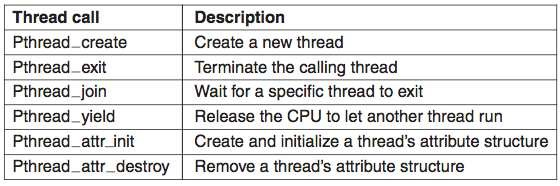 Thread call Description
Pthread_create Create a new thread
Pthread_exit Terminate the calling thread
Pthread_join Wait for a specific thread to exit
Pthread_yield Release the CPU to let another thread run
Pthread_attr_init Create and initialize a thread's attribute structure
Pthread_attr_destroy Remove a thread's attribute structure